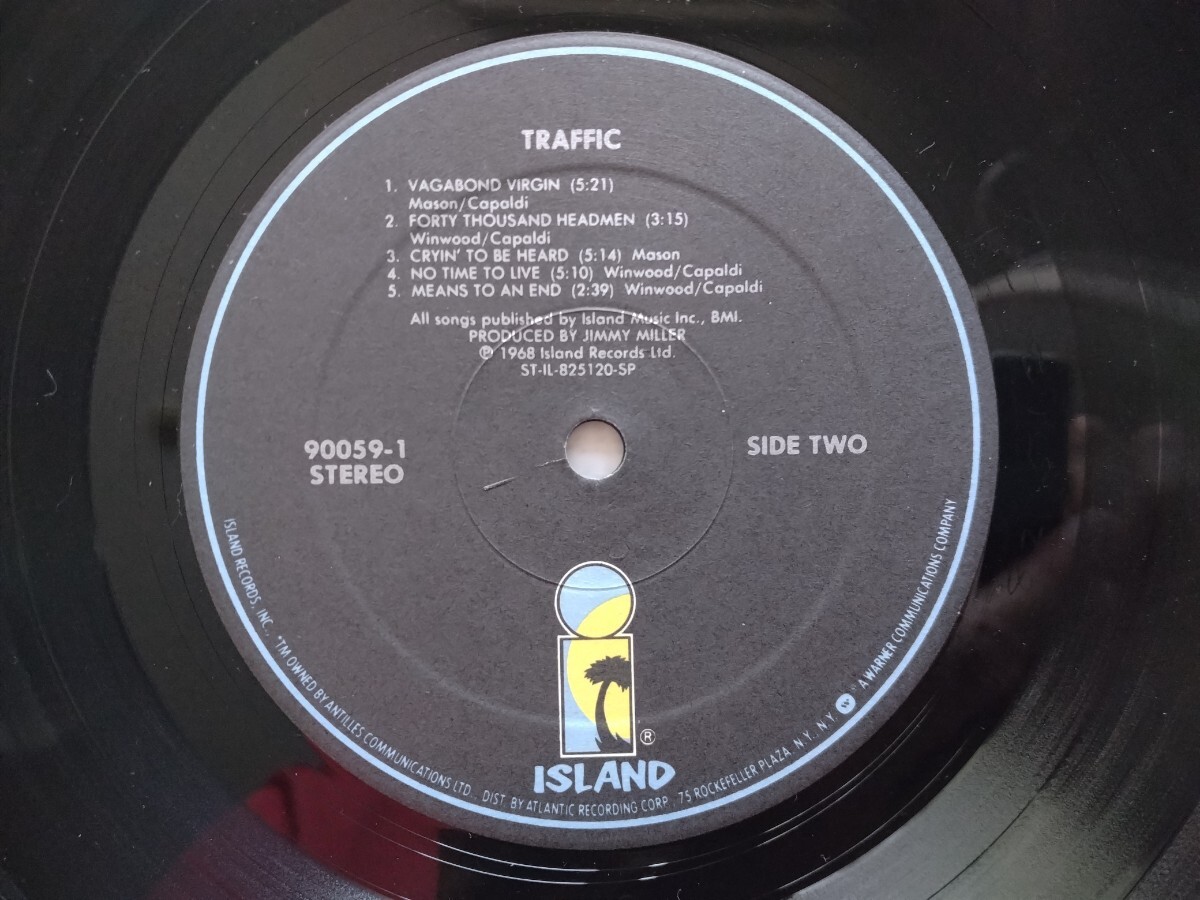 TRAFFIC
1. VAGABOND VIRGIN (5:21)
Mason/Capaldi
2. FORTY THOUSAND HEADMEN (3:15)
Winwood/Capaldi
3. CRYIN' TO BE HEARD (5:14) Mason
4. NO TIME TO LIVE (5:10) Winwood/Capaldi
5. MEANS TO AN END (2:39) Winwood/Capaldi
All songs published by Island Music Inc., BMI.
PRODUCED BY JIMMY MILLER
℗ 1968 Island Records Ltd.
ST-IL-825120-SP
90059-1
STEREO
SIDE TWO
®
ISLAND
ISLAND RECORDS, INC., *TM OWNED BY ANTILLES COMMUNICATIONS LTD., DIST. BY ATLANTIC RECORDING CORP., 75 ROCKEFELLER PLAZA, N.Y., N.Y. W A WARNER COMMUNICATIONS COMPANY